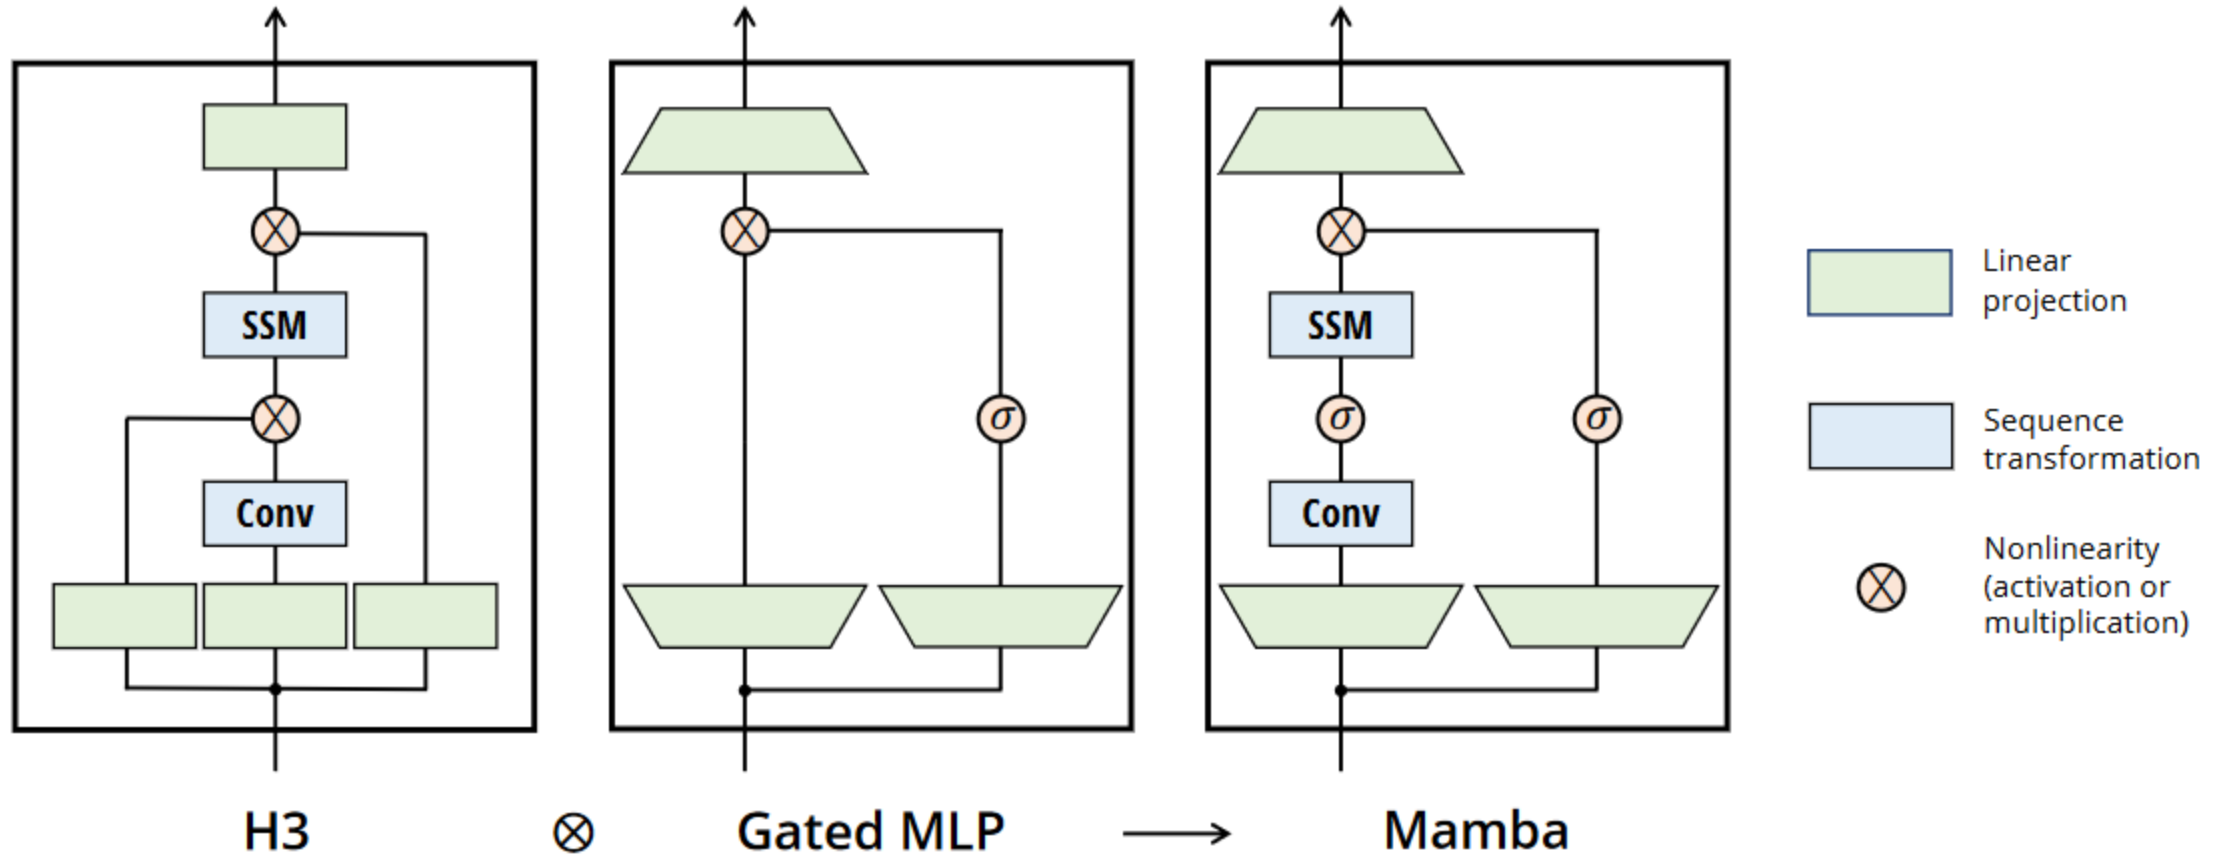 SSM
Conv
σ
SSM
σ
Conv
σ
Linear
projection
Sequence
transformation
Nonlinearity
(activation or
multiplication)
H3 ⊗ Gated MLP → Mamba